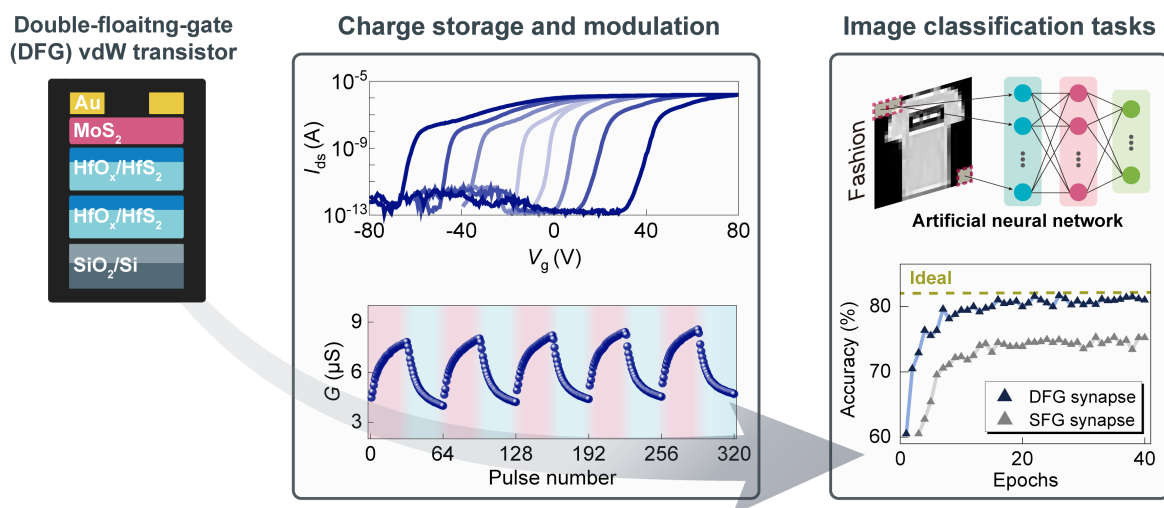 Double-floaitng-gate
(DFG) vdW transistor
Au
MoS₂
HfOₓ/HfS₂
HfOₓ/HfS₂
SiO₂/Si
Charge storage and modulation
10⁻⁵
10⁻⁹
10⁻¹³
I_ds (A)
-80 -40 0 40 80
V_g (V)
9
6
3
G (μS)
0 64 128 192 256 320
Pulse number
Image classification tasks
Fashion
Artificial neural network
Ideal
80
70
60
Accuracy (%)
DFG synapse
SFG synapse
0 20 40
Epochs